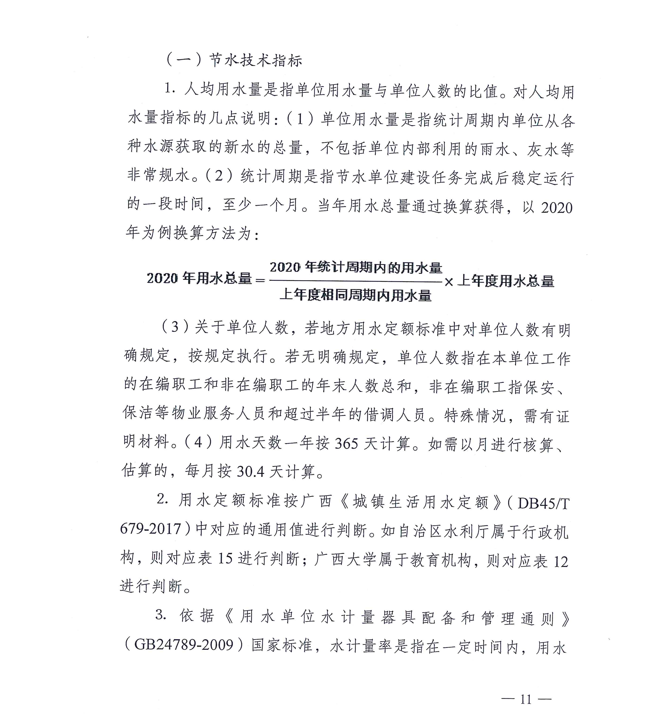 （一）节水技术指标
1. 人均用水量是指单位用水量与单位人数的比值。对人均用
水量指标的几点说明：（1）单位用水量是指统计周期内单位从各
种水源获取的新水的总量，不包括单位内部利用的雨水、灰水等
非常规水。（2）统计周期是指节水单位建设任务完成后稳定运行
的一段时间，至少一个月。当年用水总量通过换算获得，以 2020
年为例换算方法为：
2020 年统计周期内的用水量
2020 年用水总量 = × 上年度用水总量
上年度相同周期内用水量
（3）关于单位人数，若地方用水定额标准中对单位人数有明
确规定，按规定执行。若无明确规定，单位人数指在本单位工作
的在编职工和非在编职工的年末人数总和，非在编职工指保安、
保洁等物业服务人员和超过半年的借调人员。特殊情况，需有证
明材料。（4）用水天数一年按 365 天计算。如需以月进行核算、
估算的，每月按 30.4 天计算。
2. 用水定额标准按广西《城镇生活用水定额》（DB45/T
679-2017）中对应的通用值进行判断。如自治区水利厅属于行政机
构，则对应表 15 进行判断；广西大学属于教育机构，则对应表 12
进行判断。
3. 依据《用水单位水计量器具配备和管理通则》
（GB24789-2009）国家标准，水计量率是指在一定时间内，用水
— 11 —